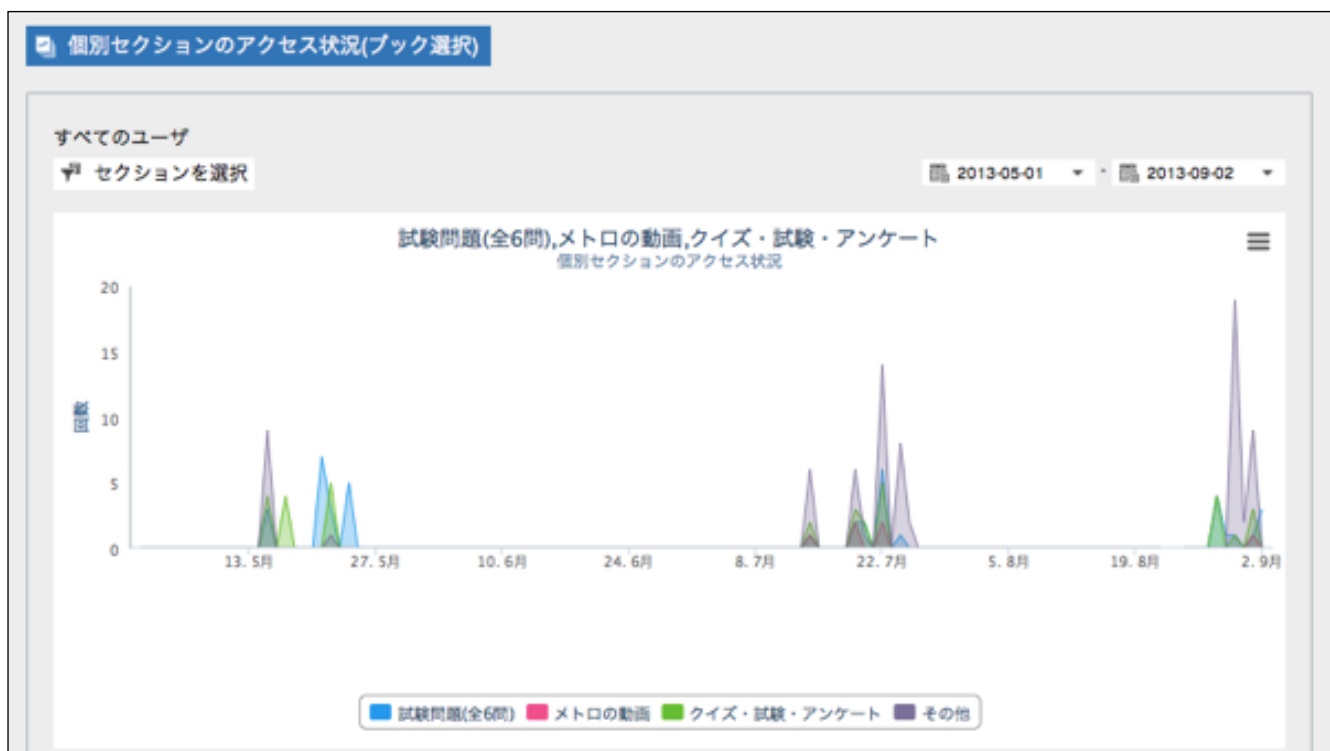 個別セクションのアクセス状況(ブック選択)
すべてのユーザ
セクションを選択
2013-05-01 - 2013-09-02
試験問題(全6問),メトロの動画,クイズ・試験・アンケート
個別セクションのアクセス状況
20
15
10
5
0
回数
13. 5月 27. 5月 10. 6月 24. 6月 8. 7月 22. 7月 5. 8月 19. 8月 2. 9月
試験問題(全6問) メトロの動画 クイズ・試験・アンケート その他